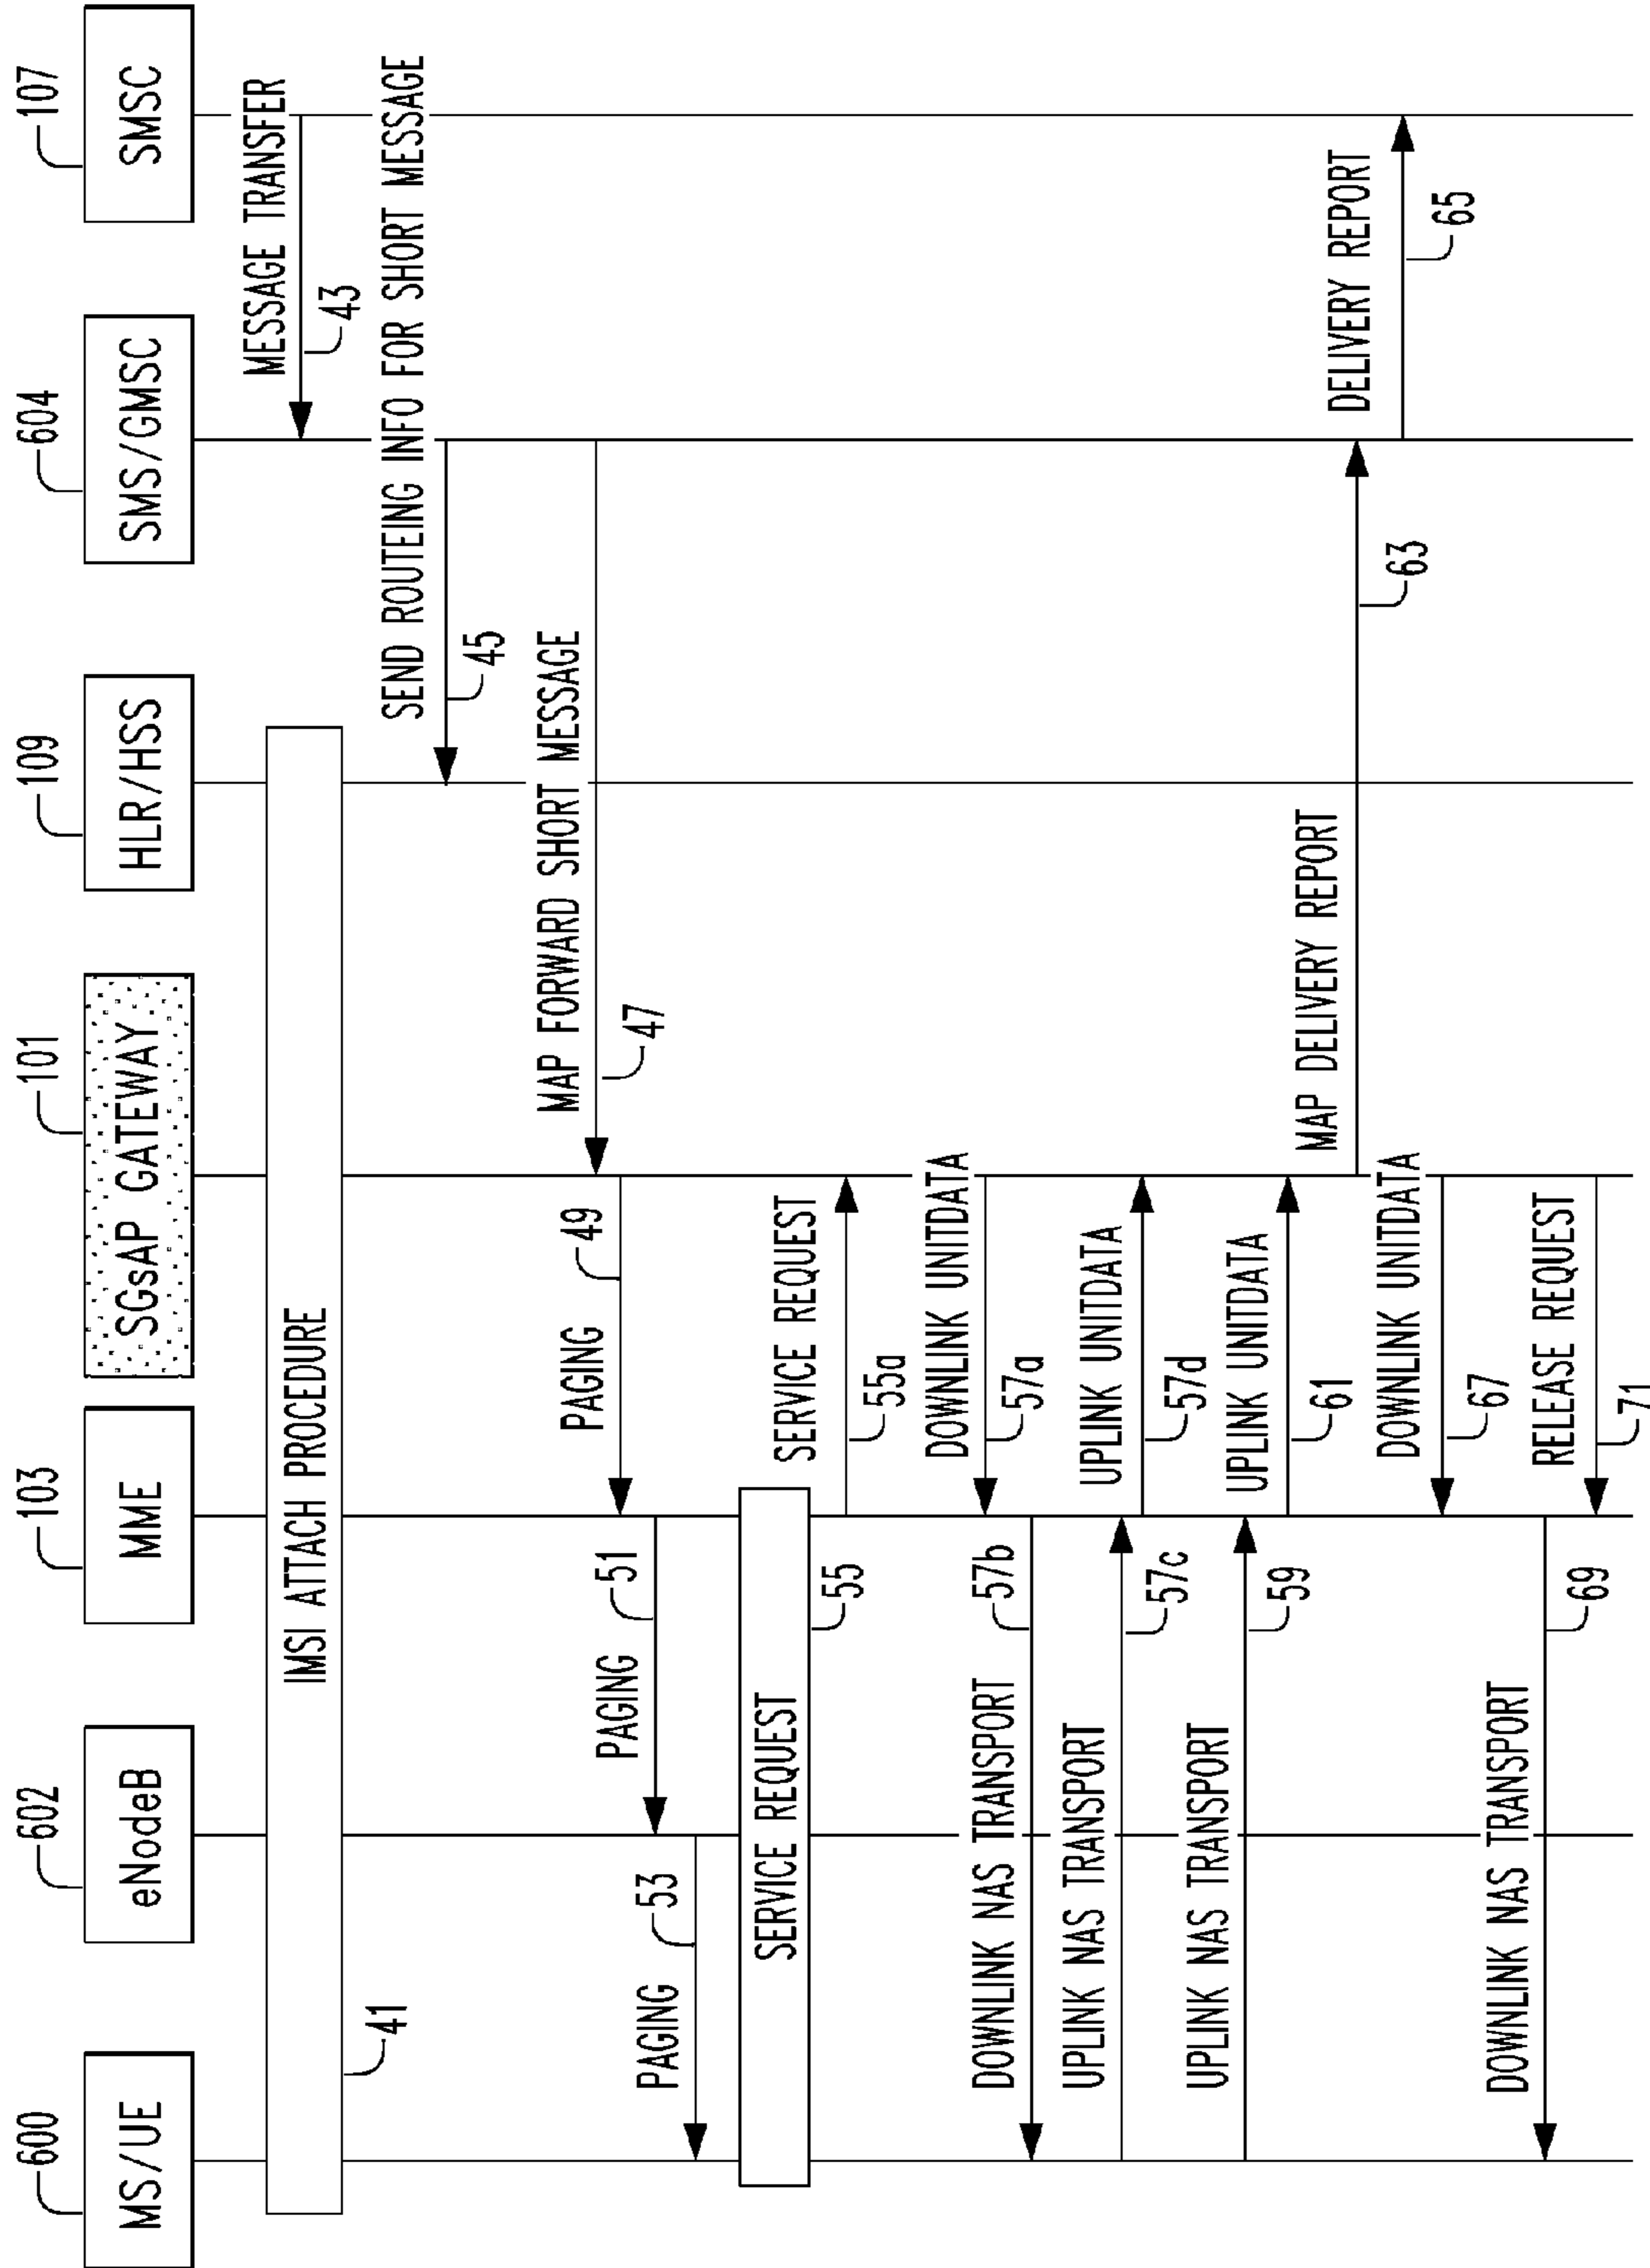 600
602
103
101
109
604
107
MS/UE
eNodeB
MME
SGsAP GATEWAY
HLR/HSS
SMS/GMSC
SMSC
MESSAGE TRANSFER
IMSI ATTACH PROCEDURE
43
41
SEND ROUTEING INFO FOR SHORT MESSAGE
45
MAP FORWARD SHORT MESSAGE
47
49
PAGING
51
PAGING
53
PAGING
SERVICE REQUEST
SERVICE REQUEST
55
55a
DOWNLINK UNITDATA
57b
57a
DOWNLINK NAS TRANSPORT
UPLINK UNITDATA
UPLINK NAS TRANSPORT
57c
57d
UPLINK UNITDATA
UPLINK NAS TRANSPORT
59
61
MAP DELIVERY REPORT
63
DELIVERY REPORT
65
DOWNLINK UNITDATA
67
DOWNLINK NAS TRANSPORT
69
RELEASE REQUEST
71